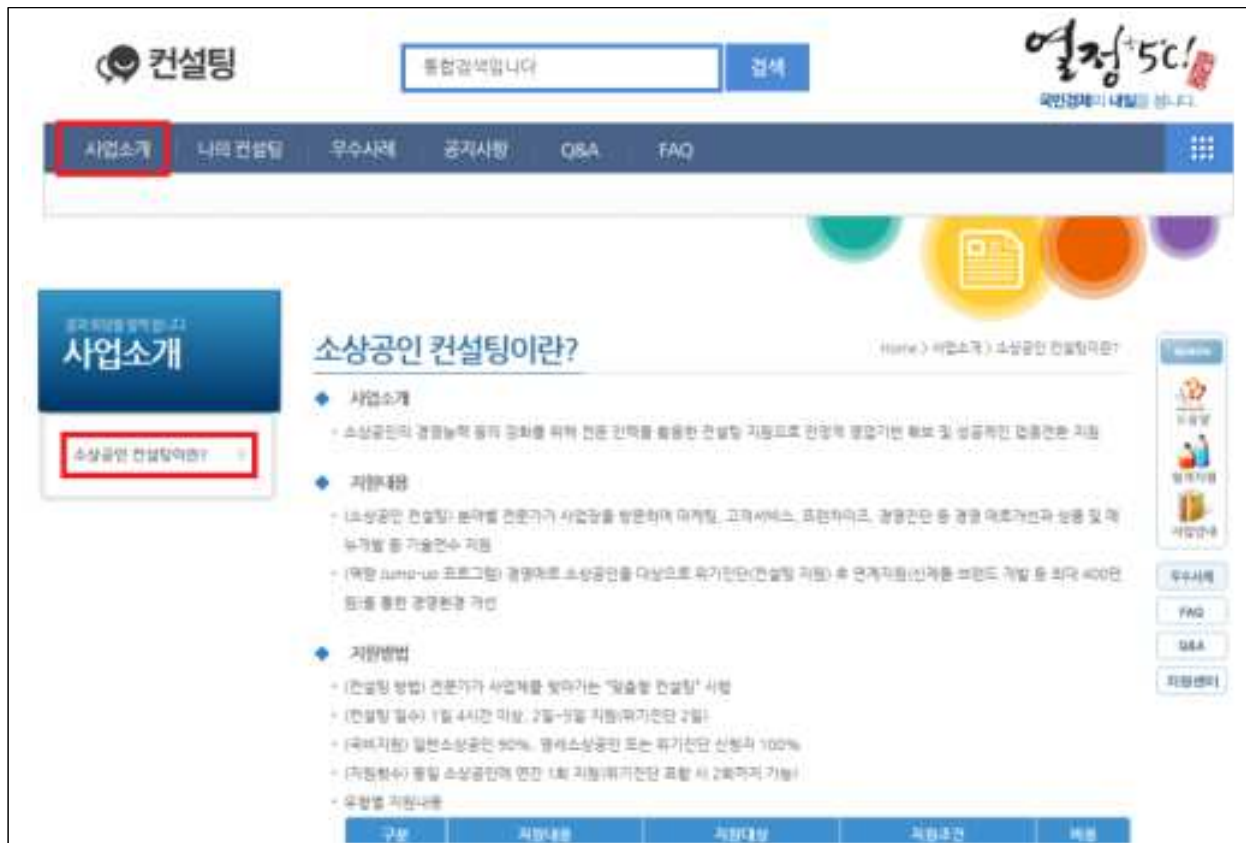 컨설팅
통합검색입니다
검색
열정+5℃!
국민경제의 내일을 봅니다.
사업소개 나의 컨설팅 우수사례 공지사항 Q&A FAQ
사업소개
소상공인 컨설팅이란?
소상공인 컨설팅이란?
Home > 사업소개 > 소상공인 컨설팅이란?
사업소개
- 소상공인의 경영능력 등의 강화를 위해 전문 인력을 활용한 컨설팅 지원으로 안정적 영업기반 확보 및 성공적인 업종전환 지원
지원내용
- (소상공인 컨설팅) 분야별 전문가가 사업장을 방문하여 마케팅, 고객서비스, 프랜차이즈, 경영진단 등 경영 애로개선과 상품 및 메
뉴개발 등 기술전수 지원
- (역량 Jump-up 프로그램) 경영애로 소상공인을 대상으로 위기진단(컨설팅 지원) 후 연계지원(신제품 브랜드 개발 등 최대 400만
원)을 통한 경영환경 개선
지원방법
- (컨설팅 방법) 전문가가 사업체를 찾아가는 "맞춤형 컨설팅" 시행
- (컨설팅 일수) 1일 4시간 이상, 2일~5일 지원(위기진단 2일)
- (국비지원) 일반소상공인 90%, 영세소상공인 또는 위기진단 신청자 100%
- (지원횟수) 동일 소상공인에 연간 1회 지원(위기진단 포함 시 2회까지 가능)
- 유형별 지원내용
구분 지원내용 지원대상 지원조건 비용
도움말
원격지원
사업안내
우수사례
FAQ
Q&A
지원센터